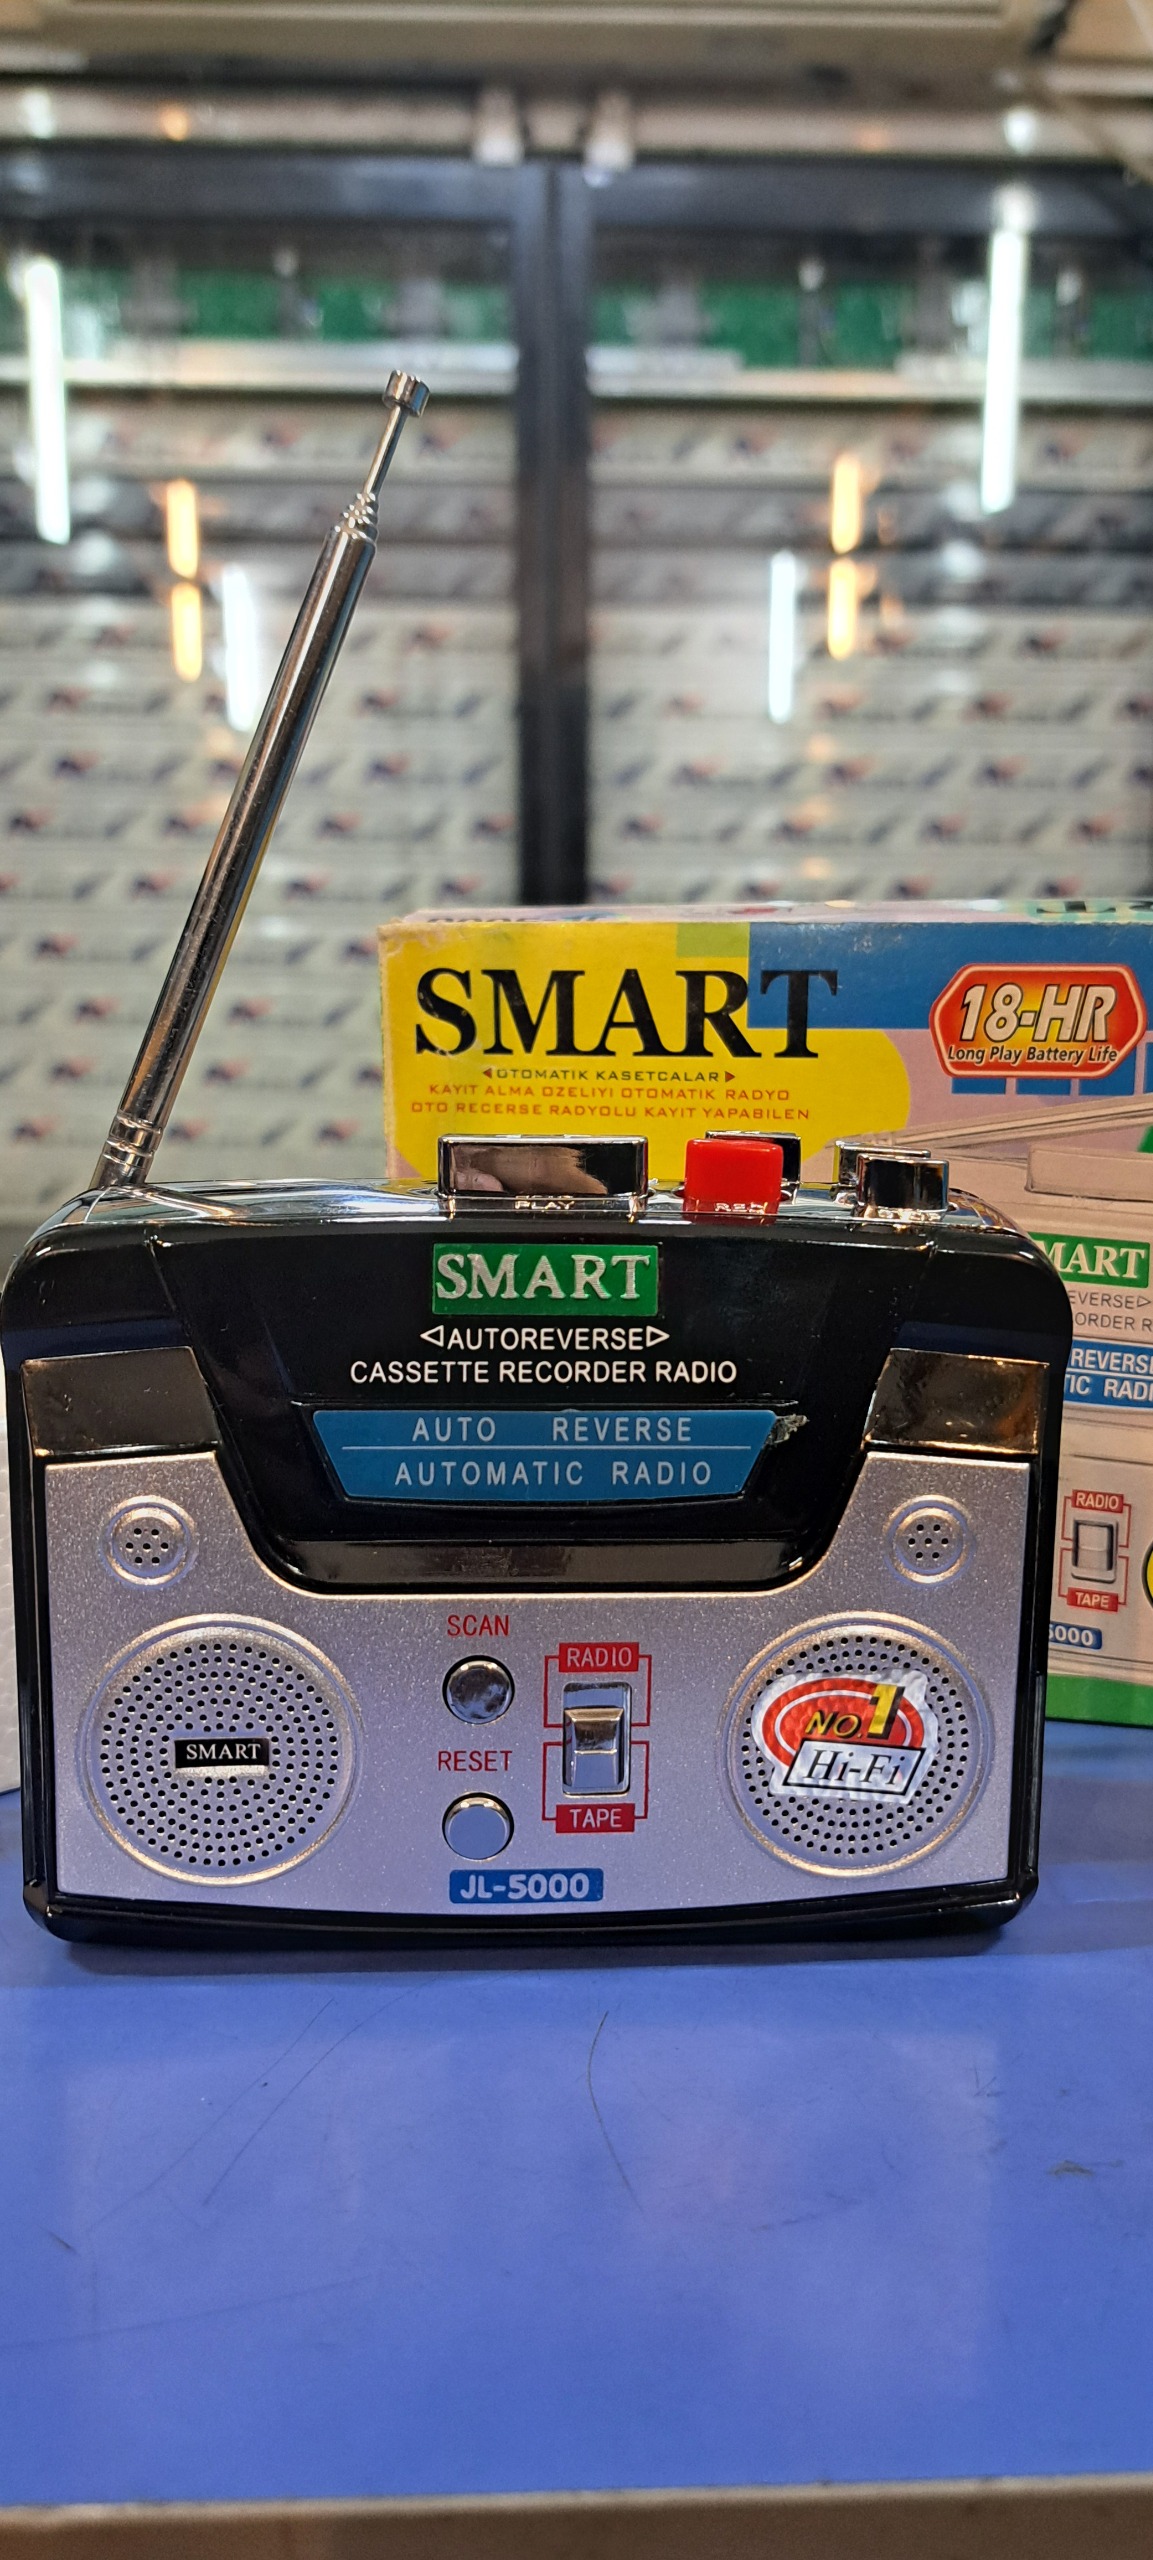 SMART
18-HR
Long Play Battery Life
◀OTOMATIK KASETCALAR▶
KAYIT ALMA OZELIYI OTOMATIK RADYO
OTO RECERSE RADYOLU KAYIT YAPABILEN
PLAY
SMART
◁AUTOREVERSE▷
CASSETTE RECORDER RADIO
AUTO REVERSE
AUTOMATIC RADIO
SCAN
RADIO
RESET
TAPE
SMART
NO.1
Hi-Fi
JL-5000
MART
EVERSE▷
ORDER R
REVERSE
IC RADI
RADIO
TAPE
5000